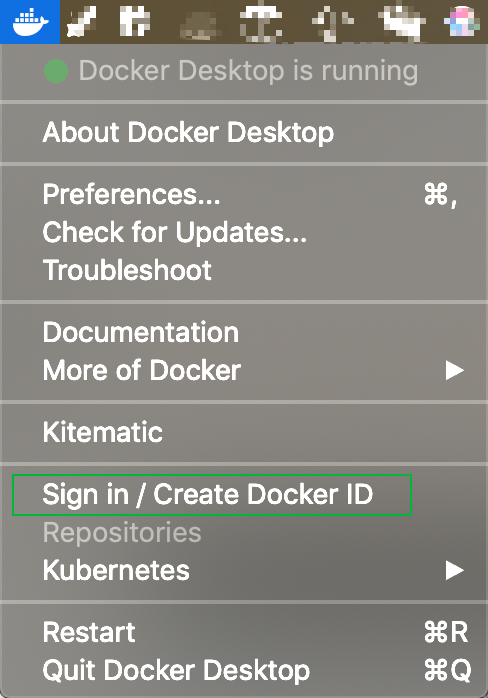 Docker Desktop is running
About Docker Desktop
Preferences... ⌘,
Check for Updates...
Troubleshoot
Documentation
More of Docker ▶
Kitematic
Sign in / Create Docker ID
Repositories
Kubernetes ▶
Restart ⌘R
Quit Docker Desktop ⌘Q